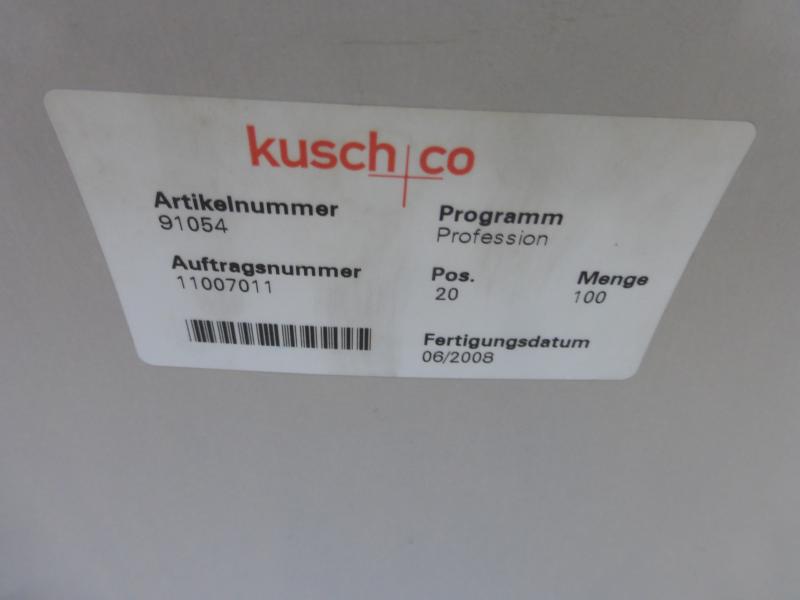 kusch+co
Artikelnummer
91054
Programm
Profession
Auftragsnummer
11007011
Pos.
20
Menge
100
Fertigungsdatum
06/2008